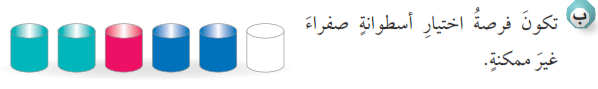 ب تكونَ فرصةُ اختيارِ أسطوانةٍ صفراءَ
غيرَ ممكنةٍ.